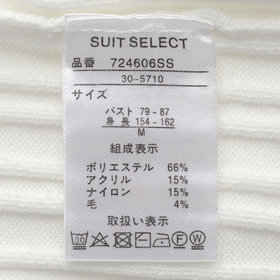 SUIT SELECT
品番 724606SS
30-5710
サイズ
バスト 79~87
身長 154~162
M
組成表示
ポリエステル 66%
アクリル 15%
ナイロン 15%
毛 4%
取扱い表示